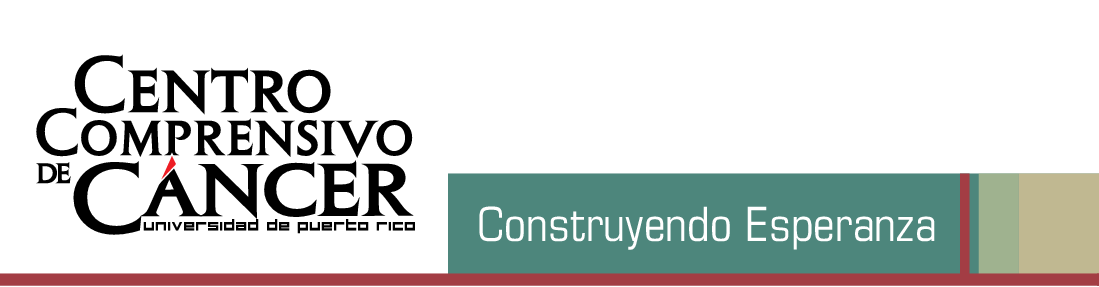 CENTRO
COMPRENSIVO
DE CÁNCER
universidad de puerto rico
Construyendo Esperanza